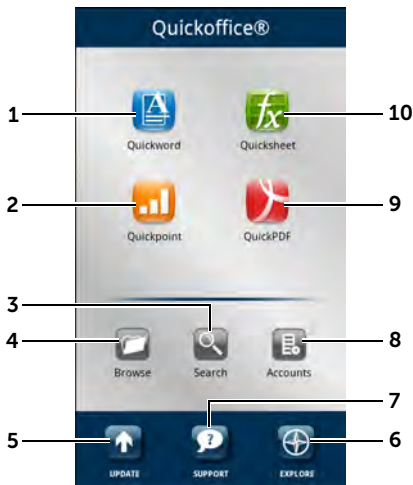 Quickoffice®
1
10
Quickword
Quicksheet
2
9
Quickpoint
QuickPDF
3
4
8
Browse
Search
Accounts
7
5
6
UPDATE
SUPPORT
EXPLORE